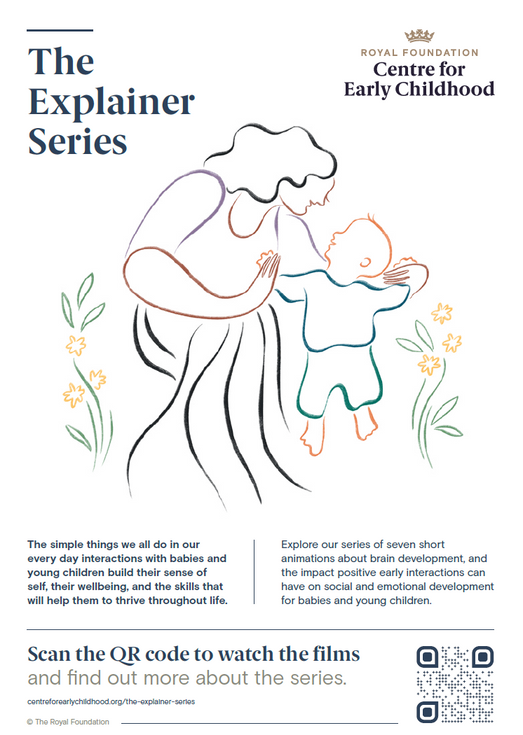 The
Explainer
Series
ROYAL FOUNDATION
Centre for
Early Childhood
The simple things we all do in our
every day interactions with babies and
young children build their sense of
self, their wellbeing, and the skills that
will help them to thrive throughout life.
Explore our series of seven short
animations about brain development, and
the impact positive early interactions can
have on social and emotional development
for babies and young children.
Scan the QR code to watch the films
and find out more about the series.
centreforearlychildhood.org/the-explainer-series
© The Royal Foundation